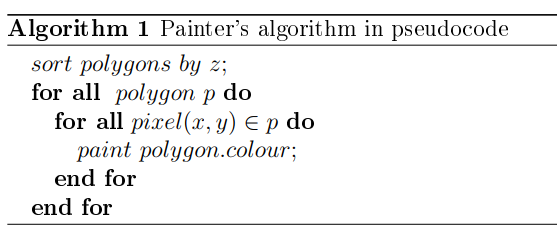 Algorithm 1 Painter's algorithm in pseudocode
sort polygons by z;
for all polygon p do
for all pixel(x, y) ∈ p do
paint polygon.colour;
end for
end for